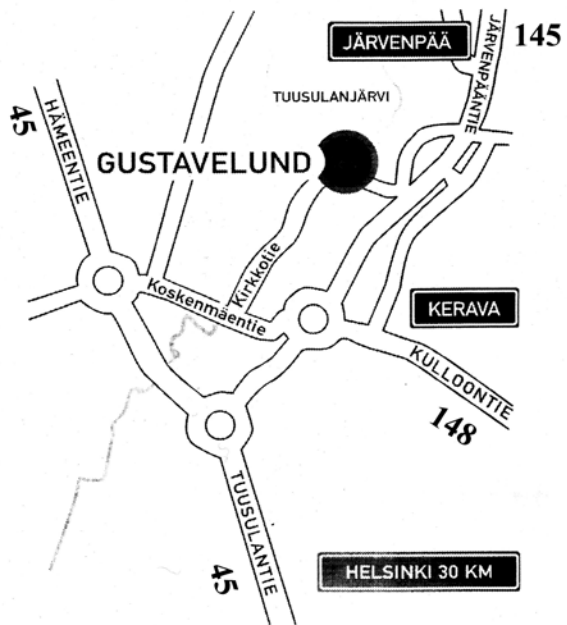 JÄRVENPÄÄ
145
JÄRVENPÄÄNTIE
TUUSULANJÄRVI
45
HÄMEENTIE
GUSTAVELUND
Kirkkotie
Koskenmäentie
KERAVA
KULLOONTIE
148
TUUSULANTIE
45
HELSINKI 30 KM